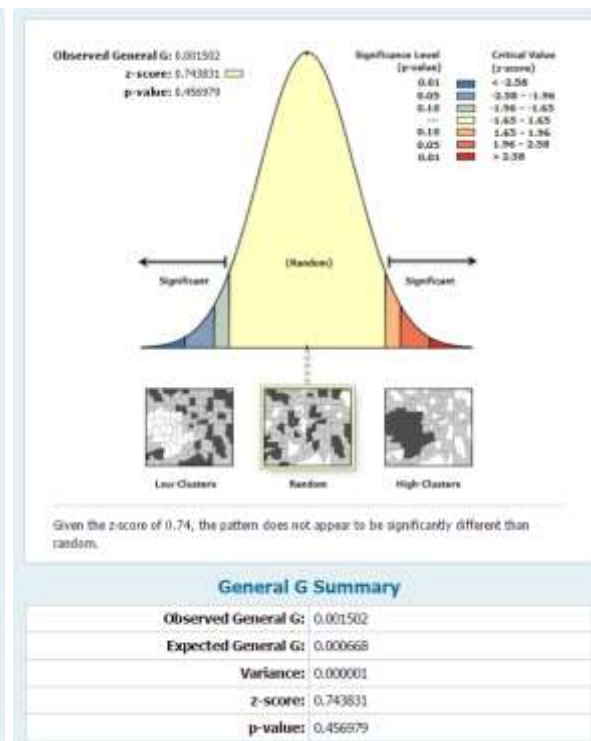 Observed General G: 0.001502
z-score: 0.743831
p-value: 0.456979
Significance Level (p-value)
Critical Value (z-score)
0.01 < -2.58
0.05 -2.58 - -1.96
0.10 -1.96 - -1.65
--- -1.65 - 1.65
0.10 1.65 - 1.96
0.05 1.96 - 2.58
0.01 > 2.58
(Random)
Significant
Significant
Low-Clusters
Random
High-Clusters
Given the z-score of 0.74, the pattern does not appear to be significantly different than
random.
General G Summary
Observed General G: 0.001502
Expected General G: 0.000668
Variance: 0.000001
z-score: 0.743831
p-value: 0.456979